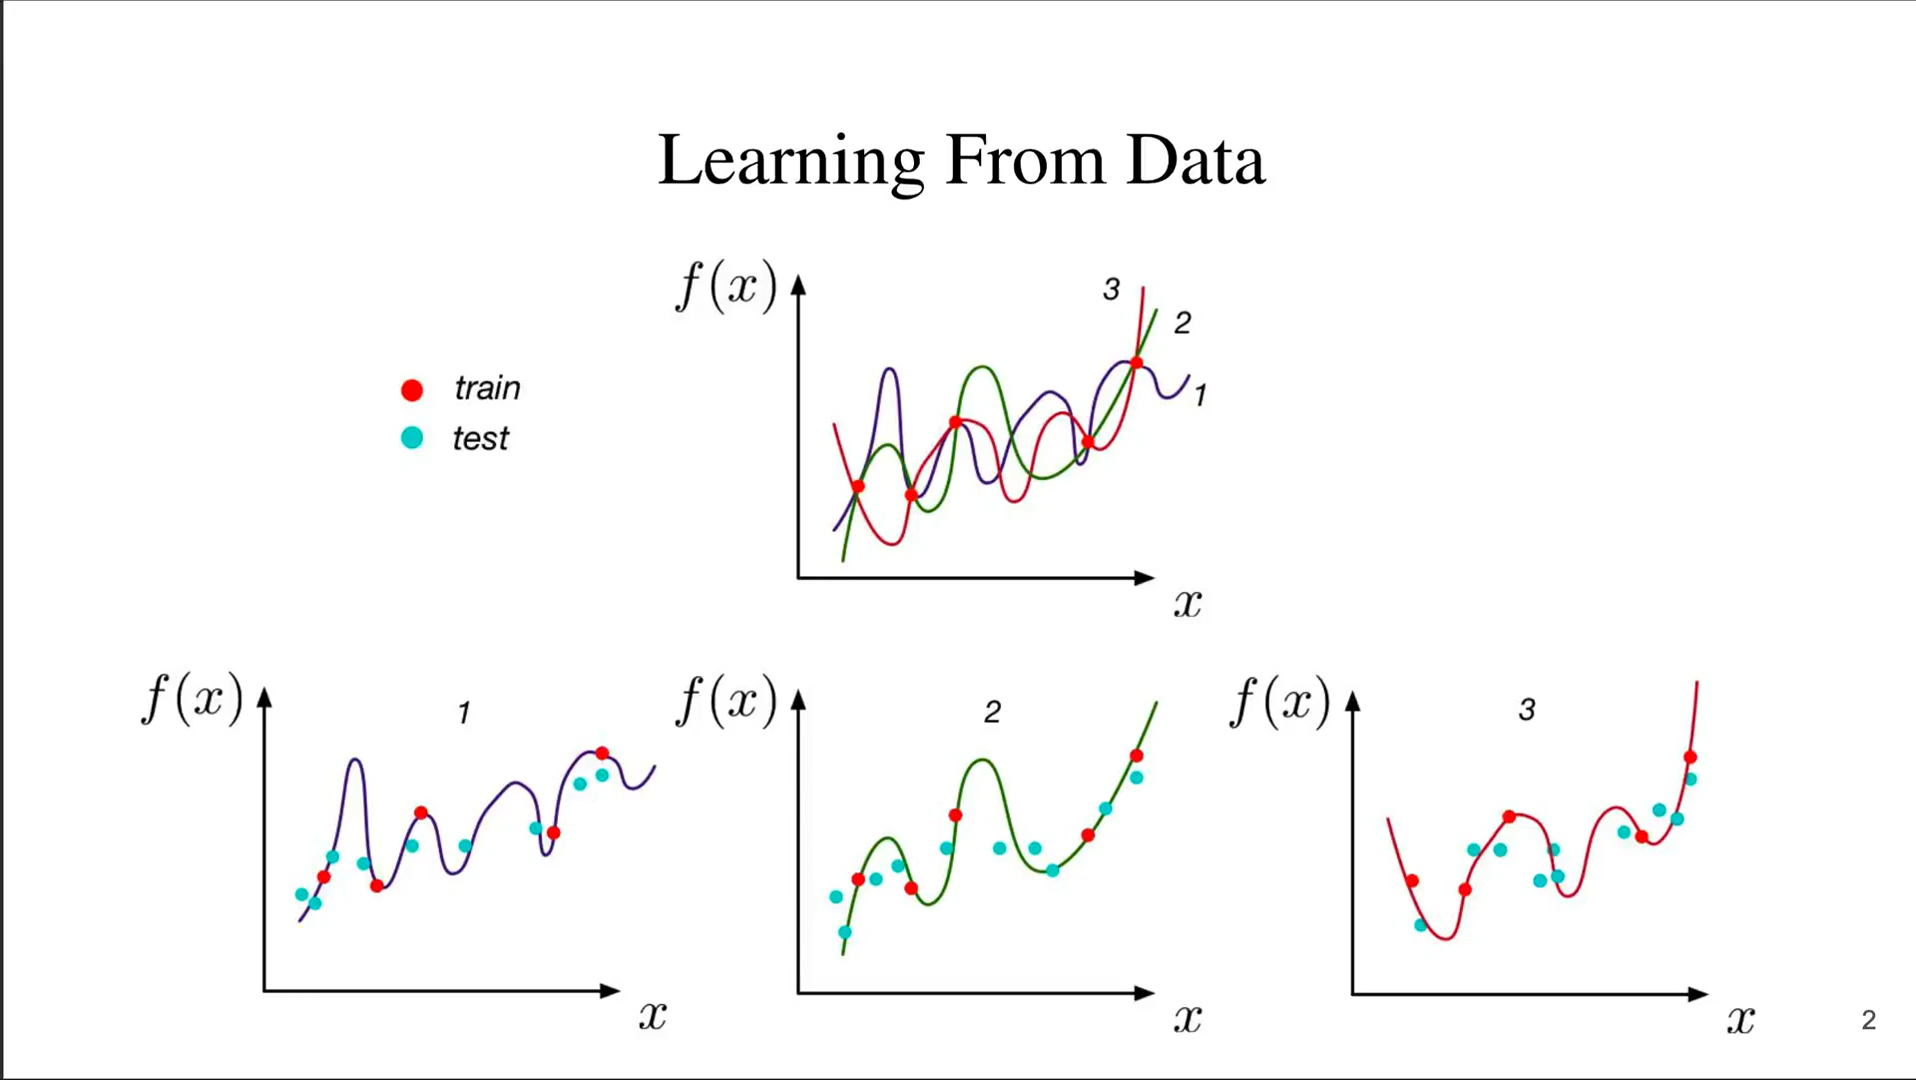 Learning From Data
f(x)
3
2
1
train
test
x
f(x)
1
f(x)
2
f(x)
3
x
x
x
2